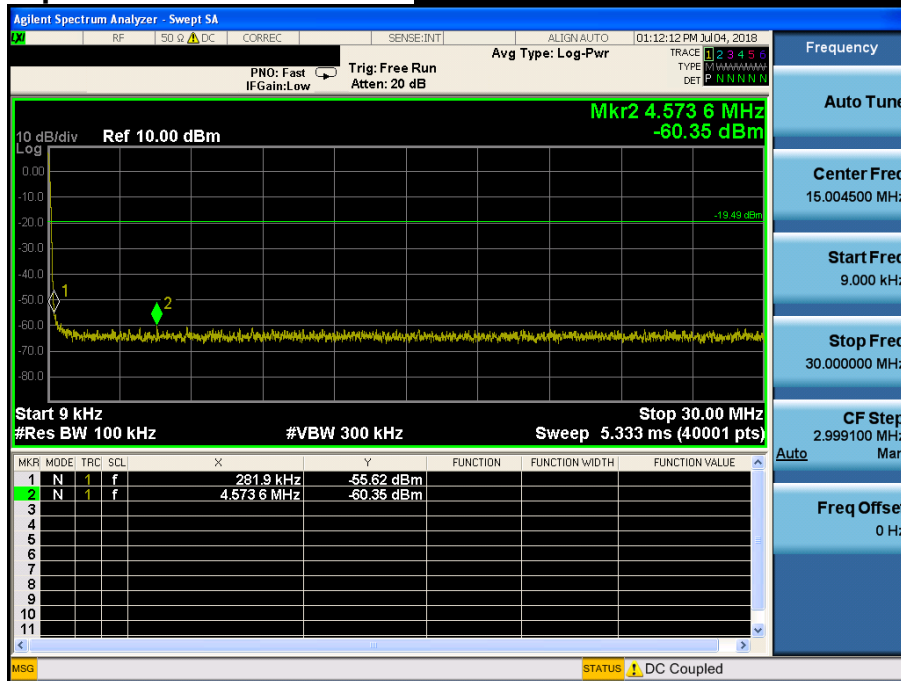 Agilent Spectrum Analyzer - Swept SA
LXI RF 50 Ω DC CORREC SENSE:INT ALIGN AUTO 01:12:12 PM Jul 04, 2018
Frequency
Avg Type: Log-Pwr
TRACE 1 2 3 4 5 6
TYPE M WWWWW
DET P N N N N N
PNO: Fast
IFGain:Low
Trig: Free Run
Atten: 20 dB
Auto Tune
Mkr2 4.573 6 MHz
-60.35 dBm
10 dB/div Ref 10.00 dBm
Log
0.00
-10.0
-20.0
-30.0
-40.0
-50.0
-60.0
-70.0
-80.0
-19.49 dBm
1
2
Center Freq
15.004500 MHz
Start Freq
9.000 kHz
Stop Freq
30.000000 MHz
Start 9 kHz Stop 30.00 MHz
#Res BW 100 kHz #VBW 300 kHz Sweep 5.333 ms (40001 pts)
CF Step
2.999100 MHz
Auto Man
MKR MODE TRC SCL X Y FUNCTION FUNCTION WIDTH FUNCTION VALUE
1 N 1 f 281.9 kHz -55.62 dBm
2 N 1 f 4.573 6 MHz -60.35 dBm
3
4
5
6
7
8
9
10
11
Freq Offset
0 Hz
MSG STATUS DC Coupled